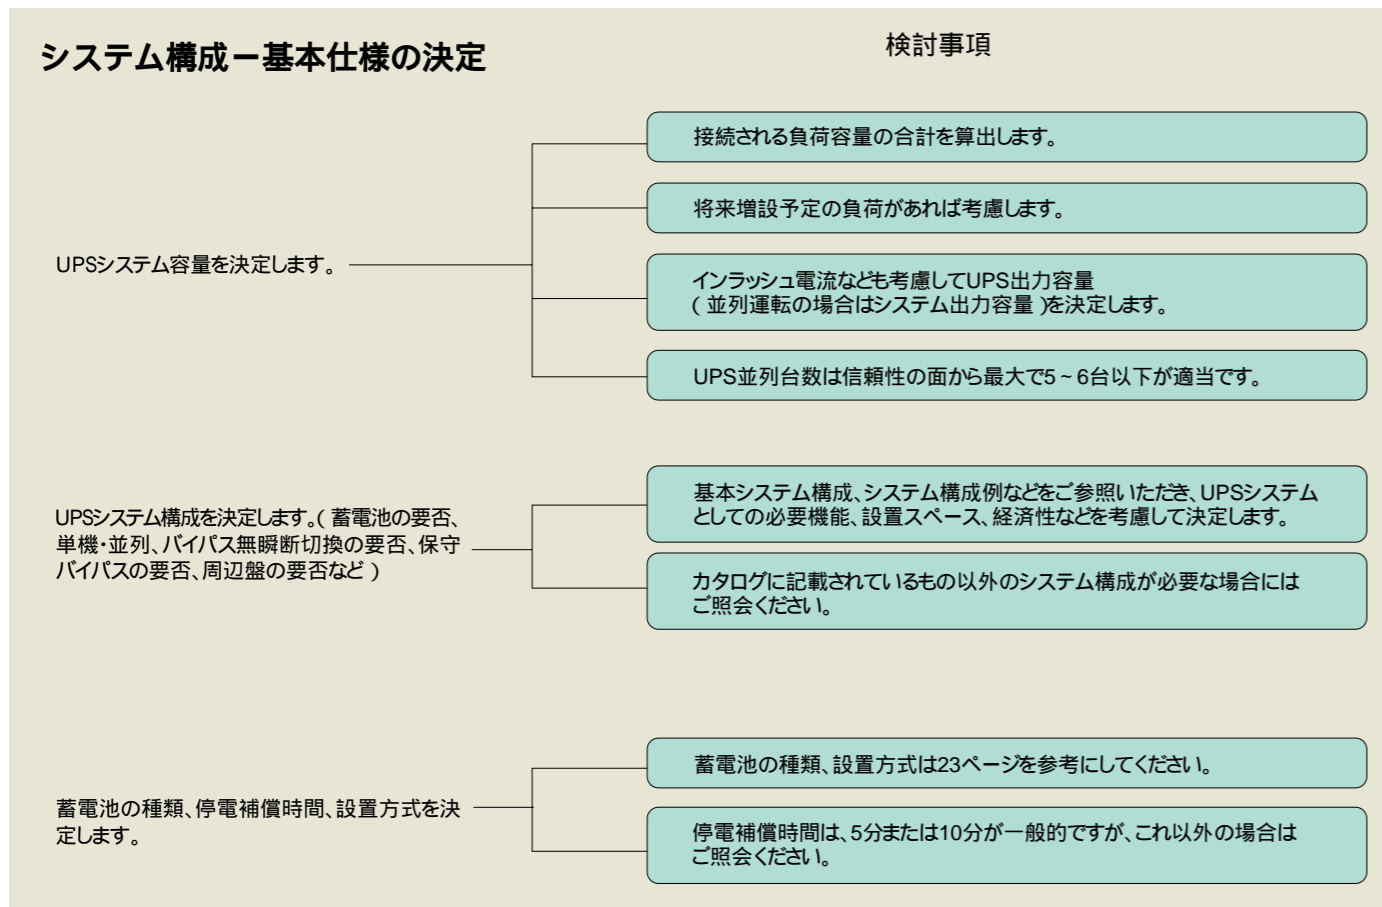 システム構成ー基本仕様の決定
検討事項
UPSシステム容量を決定します。
接続される負荷容量の合計を算出します。
将来増設予定の負荷があれば考慮します。
インラッシュ電流なども考慮してUPS出力容量
(並列運転の場合はシステム出力容量)を決定します。
UPS並列台数は信頼性の面から最大で5~6台以下が適当です。
UPSシステム構成を決定します。(蓄電池の要否、
単機・並列、バイパス無瞬断切換の要否、保守
バイパスの要否、周辺盤の要否など)
基本システム構成、システム構成例などをご参照いただき、UPSシステム
としての必要機能、設置スペース、経済性などを考慮して決定します。
カタログに記載されているもの以外のシステム構成が必要な場合には
ご照会ください。
蓄電池の種類、停電補償時間、設置方式を決
定します。
蓄電池の種類、設置方式は23ページを参考にしてください。
停電補償時間は、5分または10分が一般的ですが、これ以外の場合は
ご照会ください。